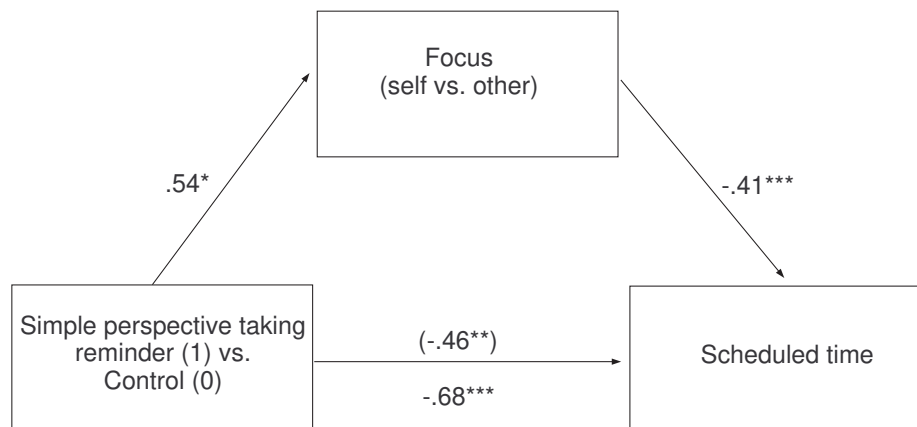 Focus
(self vs. other)
.54*
-.41***
Simple perspective taking
reminder (1) vs.
Control (0)
(-.46**)
-.68***
Scheduled time